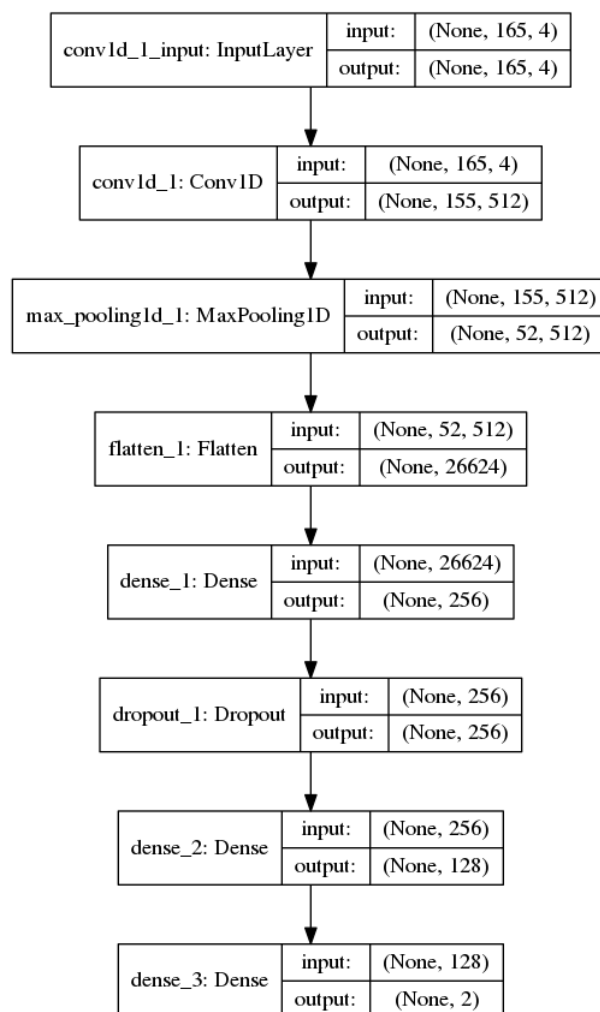 conv1d_1_input: InputLayer
input: (None, 165, 4)
output: (None, 165, 4)
conv1d_1: Conv1D
input: (None, 165, 4)
output: (None, 155, 512)
max_pooling1d_1: MaxPooling1D
input: (None, 155, 512)
output: (None, 52, 512)
flatten_1: Flatten
input: (None, 52, 512)
output: (None, 26624)
dense_1: Dense
input: (None, 26624)
output: (None, 256)
dropout_1: Dropout
input: (None, 256)
output: (None, 256)
dense_2: Dense
input: (None, 256)
output: (None, 128)
dense_3: Dense
input: (None, 128)
output: (None, 2)